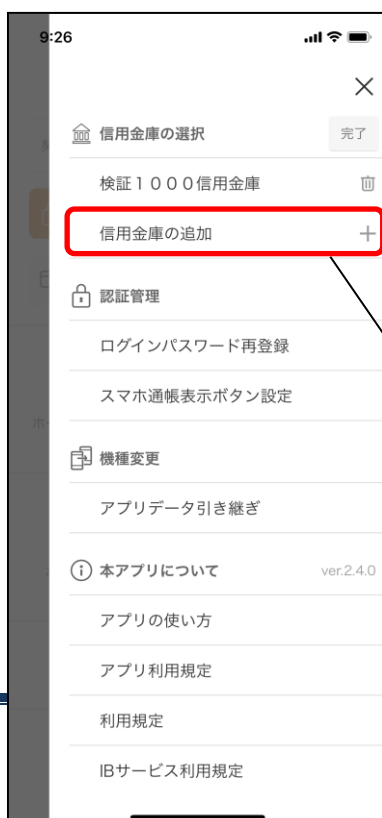 9:26
信用金庫の選択
完了
検証１０００信用金庫
信用金庫の追加
認証管理
ログインパスワード再登録
スマホ通帳表示ボタン設定
機種変更
アプリデータ引き継ぎ
本アプリについて
ver.2.4.0
アプリの使い方
アプリ利用規定
利用規定
IBサービス利用規定